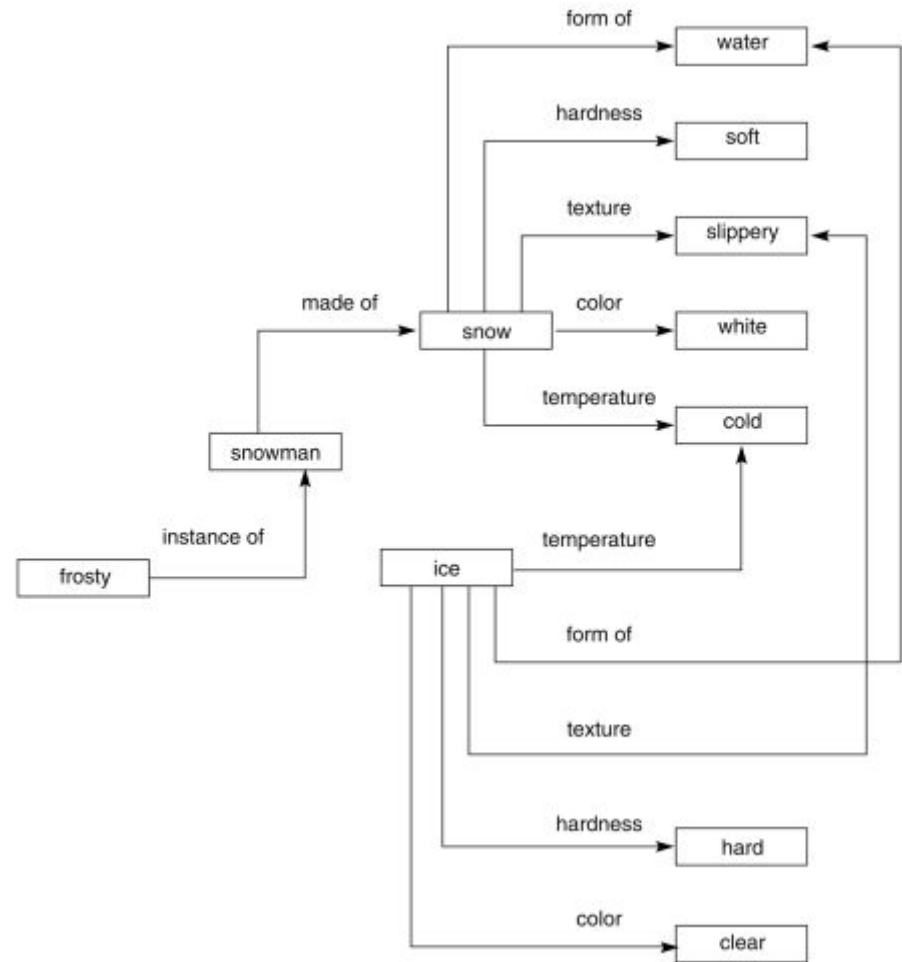 form of
water
hardness
soft
texture
slippery
made of
color
snow
white
temperature
cold
snowman
instance of
temperature
frosty
ice
form of
texture
hardness
hard
color
clear